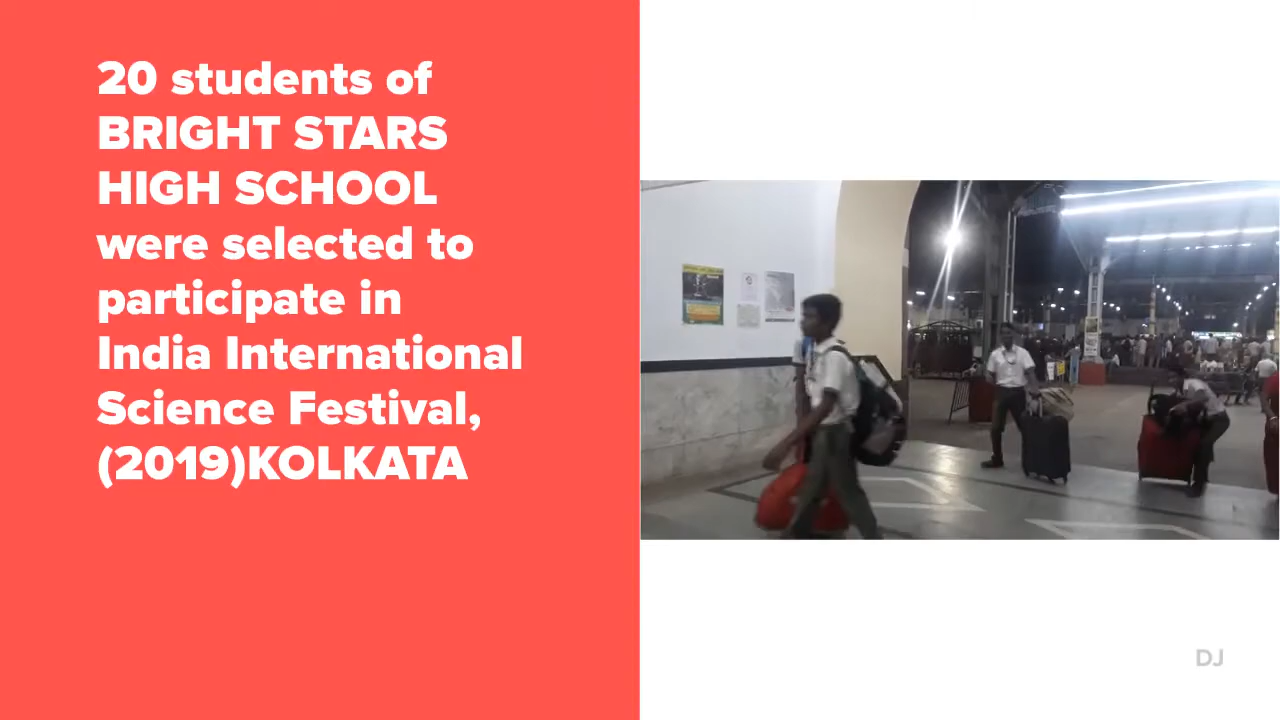 20 students of
BRIGHT STARS
HIGH SCHOOL
were selected to
participate in
India International
Science Festival,
(2019)KOLKATA
DJ